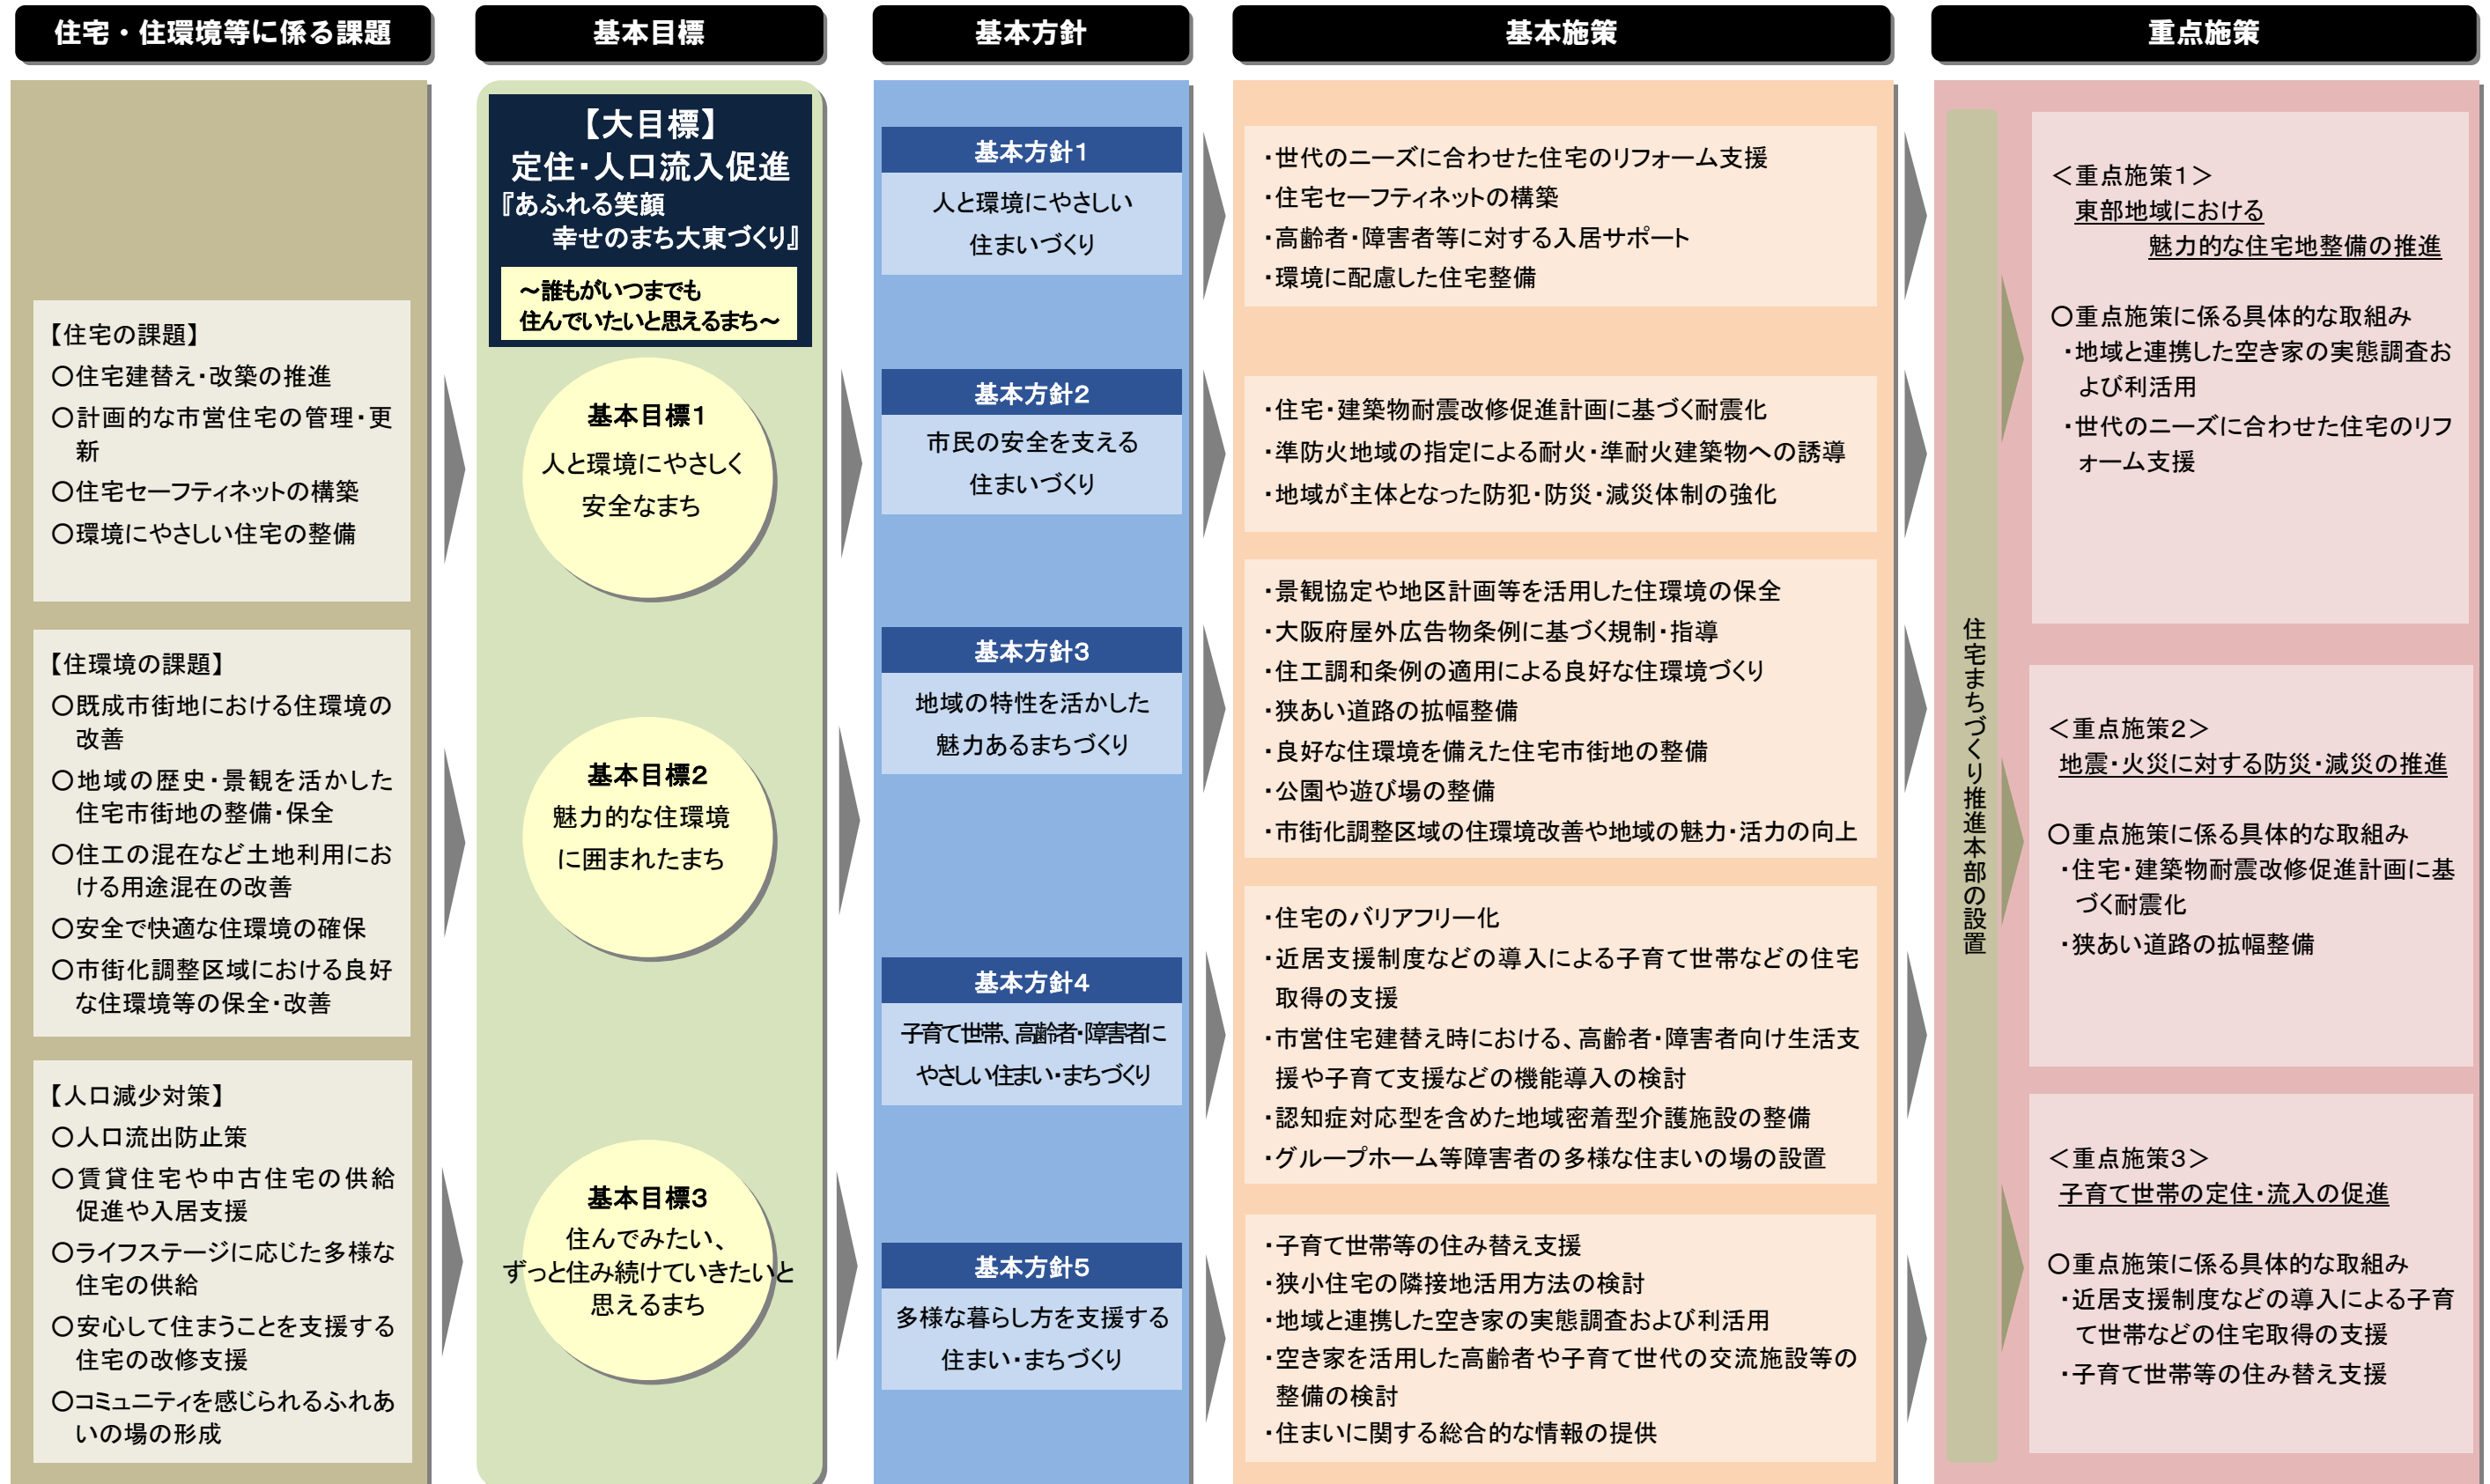 住宅・住環境等に係る課題
基本目標
基本方針
基本施策
重点施策
【住宅の課題】
〇住宅建替え・改築の推進
〇計画的な市営住宅の管理・更
新
〇住宅セーフティネットの構築
〇環境にやさしい住宅の整備
【住環境の課題】
〇既成市街地における住環境の
改善
〇地域の歴史・景観を活かした
住宅市街地の整備・保全
〇住工の混在など土地利用にお
ける用途混在の改善
〇安全で快適な住環境の確保
〇市街化調整区域における良好
な住環境等の保全・改善
【人口減少対策】
〇人口流出防止策
〇賃貸住宅や中古住宅の供給
促進や入居支援
〇ライフステージに応じた多様な
住宅の供給
〇安心して住まうことを支援する
住宅の改修支援
〇コミュニティを感じられるふれあ
いの場の形成
【大目標】
定住・人口流入促進
『あふれる笑顔
幸せのまち大東づくり』
～誰もがいつまでも
住んでいたいと思えるまち～
基本目標1
人と環境にやさしく
安全なまち
基本目標2
魅力的な住環境
に囲まれたまち
基本目標3
住んでみたい、
ずっと住み続けていきたいと
思えるまち
基本方針1
人と環境にやさしい
住まいづくり
基本方針2
市民の安全を支える
住まいづくり
基本方針3
地域の特性を活かした
魅力あるまちづくり
基本方針4
子育て世帯、高齢者・障害者に
やさしい住まい・まちづくり
基本方針5
多様な暮らし方を支援する
住まい・まちづくり
・世代のニーズに合わせた住宅のリフォーム支援
・住宅セーフティネットの構築
・高齢者・障害者等に対する入居サポート
・環境に配慮した住宅整備
・住宅・建築物耐震改修促進計画に基づく耐震化
・準防火地域の指定による耐火・準耐火建築物への誘導
・地域が主体となった防犯・防災・減災体制の強化
・景観協定や地区計画等を活用した住環境の保全
・大阪府屋外広告物条例に基づく規制・指導
・住工調和条例の適用による良好な住環境づくり
・狭あい道路の拡幅整備
・良好な住環境を備えた住宅市街地の整備
・公園や遊び場の整備
・市街化調整区域の住環境改善や地域の魅力・活力の向上
・住宅のバリアフリー化
・近居支援制度などの導入による子育て世帯などの住宅
取得の支援
・市営住宅建替え時における、高齢者・障害者向け生活支
援や子育て支援などの機能導入の検討
・認知症対応型を含めた地域密着型介護施設の整備
・グループホーム等障害者の多様な住まいの場の設置
・子育て世帯等の住み替え支援
・狭小住宅の隣接地活用方法の検討
・地域と連携した空き家の実態調査および利活用
・空き家を活用した高齢者や子育て世代の交流施設等の
整備の検討
・住まいに関する総合的な情報の提供
住宅まちづくり推進本部の設置
＜重点施策1＞
東部地域における
魅力的な住宅地整備の推進
〇重点施策に係る具体的な取組み
・地域と連携した空き家の実態調査お
よび利活用
・世代のニーズに合わせた住宅のリフ
ォーム支援
＜重点施策2＞
地震・火災に対する防災・減災の推進
〇重点施策に係る具体的な取組み
・住宅・建築物耐震改修促進計画に基
づく耐震化
・狭あい道路の拡幅整備
＜重点施策3＞
子育て世帯の定住・流入の促進
〇重点施策に係る具体的な取組み
・近居支援制度などの導入による子育
て世帯などの住宅取得の支援
・子育て世帯等の住み替え支援